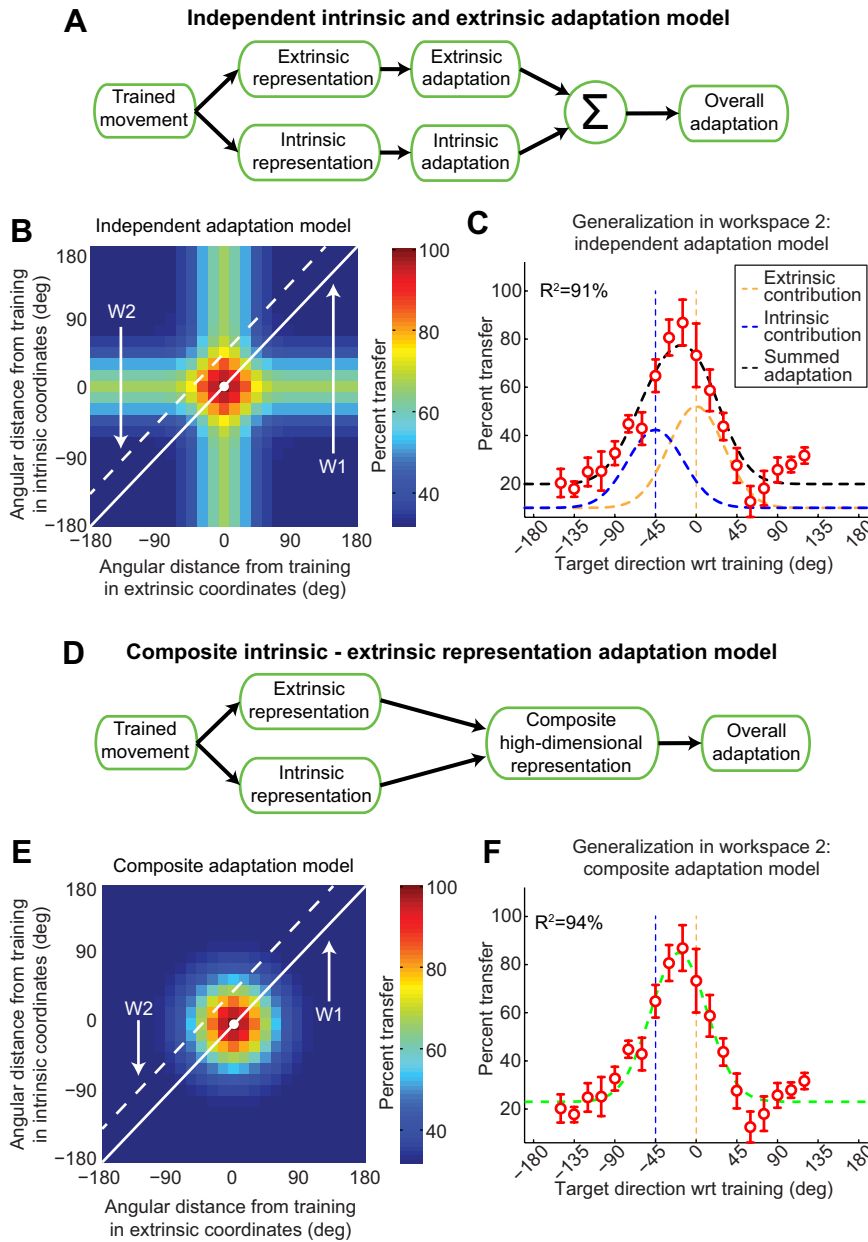 A
Independent intrinsic and extrinsic adaptation model
Trained
movement
Extrinsic
representation
Extrinsic
adaptation
Intrinsic
representation
Intrinsic
adaptation
Σ
Overall
adaptation
B
Independent adaptation model
Angular distance from training
in intrinsic coordinates (deg)
180
90
0
−90
−180
W2
W1
−180
−90
0
90
180
Angular distance from training
in extrinsic coordinates (deg)
Percent transfer
100
80
60
40
C
Generalization in workspace 2:
independent adaptation model
R²=91%
Extrinsic
contribution
Intrinsic
contribution
Summed
adaptation
Percent transfer
100
80
60
40
20
−180
−135
−90
−45
0
45
90
135
180
Target direction wrt training (deg)
D
Composite intrinsic - extrinsic representation adaptation model
Trained
movement
Extrinsic
representation
Intrinsic
representation
Composite
high-dimensional
representation
Overall
adaptation
E
Composite adaptation model
Angular distance from training
in intrinsic coordinates (deg)
180
90
0
−90
−180
W2
W1
−180
−90
0
90
180
Angular distance from training
in extrinsic coordinates (deg)
Percent transfer
100
80
60
40
F
Generalization in workspace 2:
composite adaptation model
R²=94%
Percent transfer
100
80
60
40
20
−180
−135
−90
−45
0
45
90
135
180
Target direction wrt training (deg)